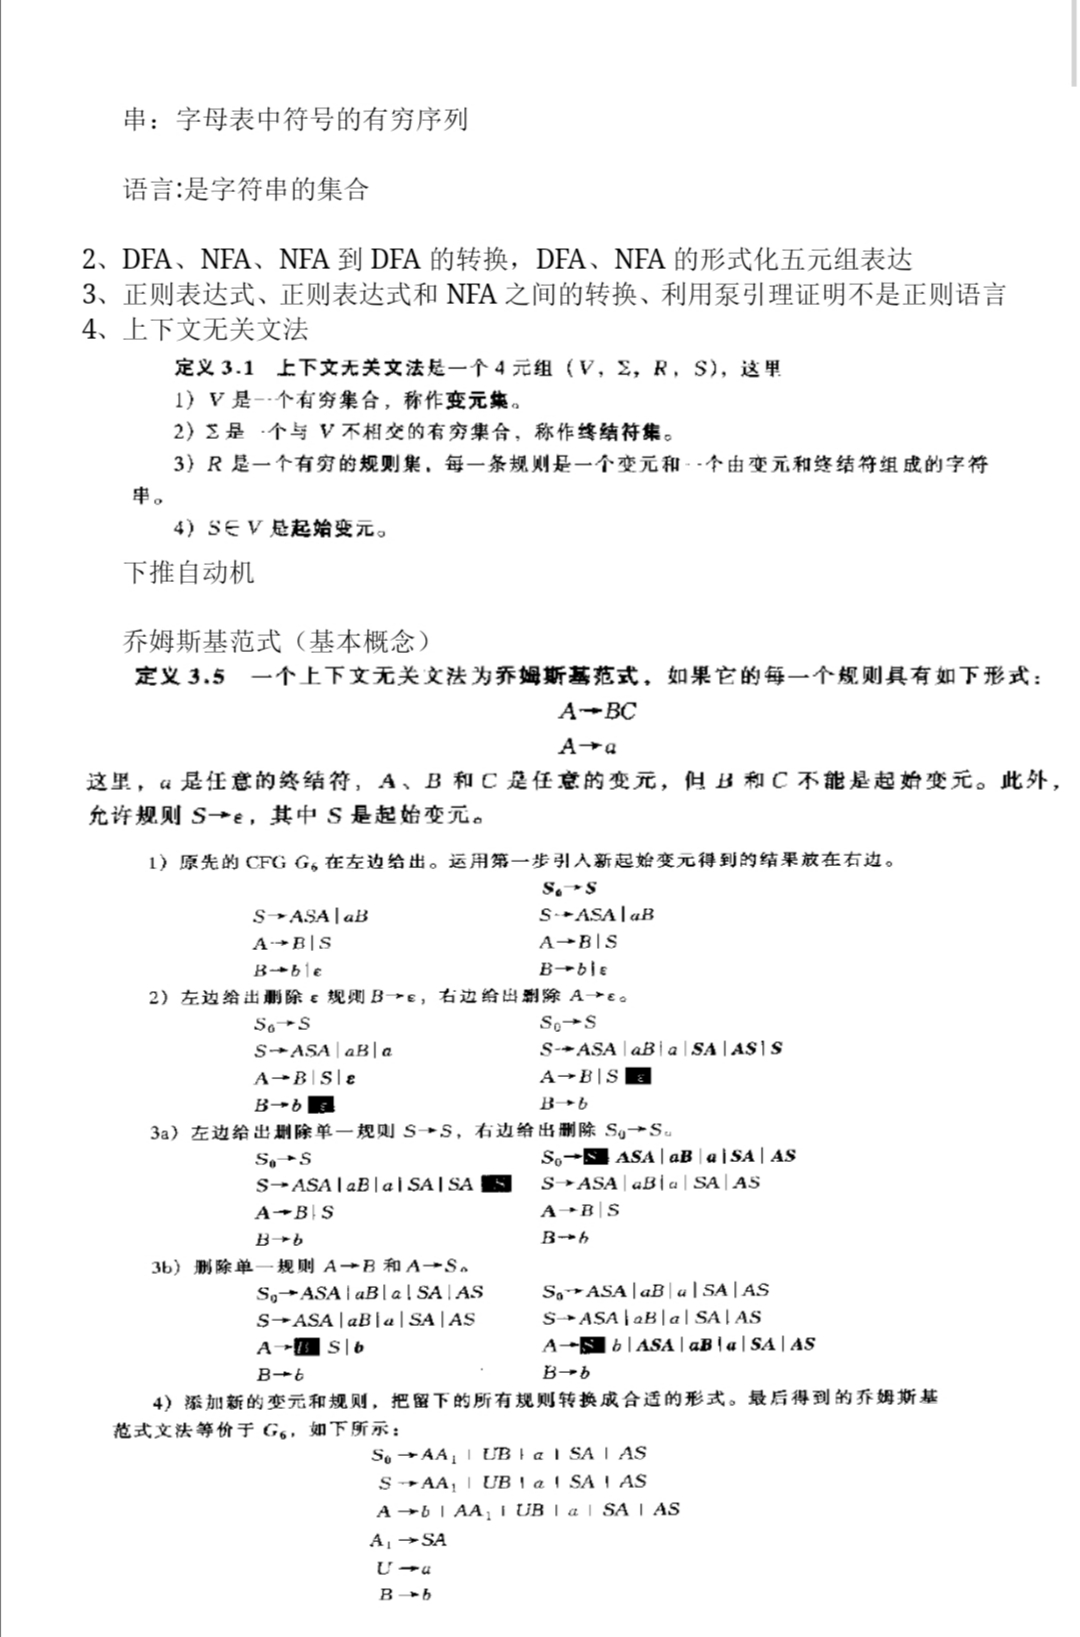 串：字母表中符号的有穷序列
语言:是字符串的集合
2、DFA、NFA、NFA 到 DFA 的转换，DFA、NFA 的形式化五元组表达
3、正则表达式、正则表达式和 NFA 之间的转换、利用泵引理证明不是正则语言
4、上下文无关文法
定义 3.1 上下文无关文法是一个 4 元组 (V, Σ, R, S)，这里
1) V 是一个有穷集合，称作变元集。
2) Σ 是一个与 V 不相交的有穷集合，称作终结符集。
3) R 是一个有穷的规则集，每一条规则是一个变元和一个由变元和终结符组成的字符
串。
4) S∈V 是起始变元。
下推自动机
乔姆斯基范式（基本概念）
定义 3.5 一个上下文无关文法为乔姆斯基范式，如果它的每一个规则具有如下形式：
A→BC
A→a
这里，a 是任意的终结符，A、B 和 C 是任意的变元，但 B 和 C 不能是起始变元。此外，
允许规则 S→ε，其中 S 是起始变元。
1) 原先的 CFG G₆ 在左边给出。运用第一步引入新起始变元得到的结果放在右边。
S₀→S
S→ASA|aB S→ASA|aB
A→B|S A→B|S
B→b|ε B→b|ε
2) 左边给出删除 ε 规则 B→ε，右边给出删除 A→ε。
S₀→S S₀→S
S→ASA|aB|a S→ASA|aB|a|SA|AS|S
A→B|S|ε A→B|S ε
B→b ε B→b
3a) 左边给出删除单一规则 S→S，右边给出删除 S₀→S。
S₀→S S₀→S ASA|aB|a|SA|AS
S→ASA|aB|a|SA|SA S S→ASA|aB|a|SA|AS
A→B|S A→B|S
B→b B→b
3b) 删除单一规则 A→B 和 A→S。
S₀→ASA|aB|a|SA|AS S₀→ASA|aB|a|SA|AS
S→ASA|aB|a|SA|AS S→ASA|aB|a|SA|AS
A→B S|b A→S b|ASA|aB|a|SA|AS
B→b B→b
4) 添加新的变元和规则，把留下的所有规则转换成合适的形式。最后得到的乔姆斯基
范式文法等价于 G₆，如下所示：
S₀→AA₁|UB|a|SA|AS
S→AA₁|UB|a|SA|AS
A→b|AA₁|UB|a|SA|AS
A₁→SA
U→a
B→b